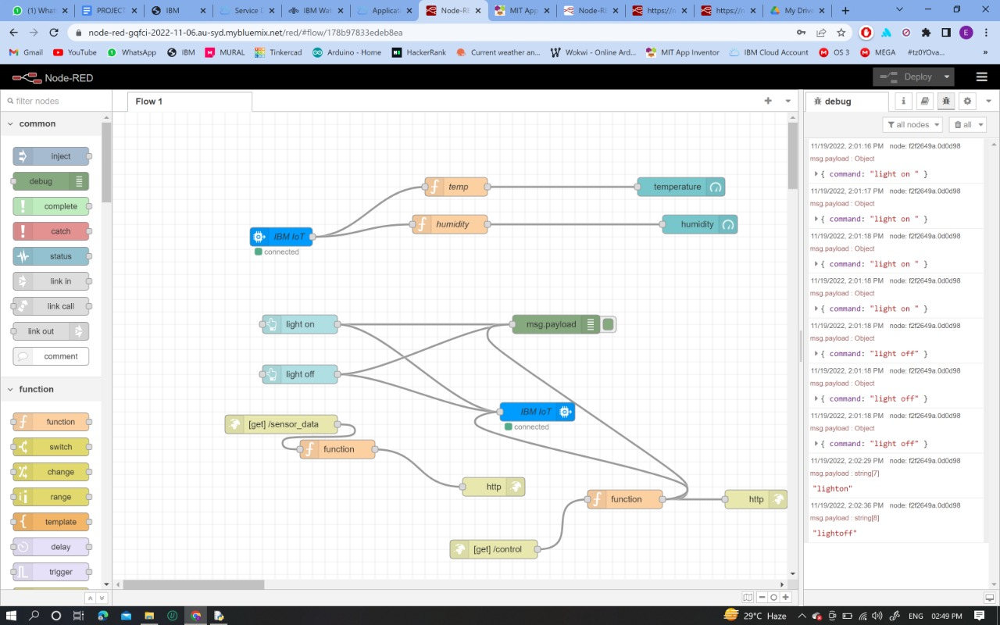 PROJECT
IBM
Service D
IBM Wat
Applicati
Node-RE
MIT App
Node-RE
https://n
https://n
My Drive
node-red-gqfci-2022-11-06.au-syd.mybluemix.net/red/#flow/178b97833edeb8ea
E
Gmail
YouTube
WhatsApp
IBM
MURAL
Tinkercad
Arduino - Home
HackerRank
Current weather an...
Wokwi - Online Ard...
MIT App Inventor
IBM Cloud Account
OS 3
MEGA
#tz0YOva...
»
Node-RED
Deploy
filter nodes
Flow 1
debug
all nodes
all
common
inject
debug
complete
catch
status
link in
link call
link out
comment
function
function
switch
change
range
template
delay
trigger
temp
temperature
humidity
humidity
IBM IoT
connected
light on
msg.payload
light off
IBM IoT
connected
[get] /sensor_data
function
http
function
http
[get] /control
11/19/2022, 2:01:16 PM node: f2f2649a.0d0d98
msg.payload : Object
{ command: "light on " }
11/19/2022, 2:01:17 PM node: f2f2649a.0d0d98
msg.payload : Object
{ command: "light on " }
11/19/2022, 2:01:18 PM node: f2f2649a.0d0d98
msg.payload : Object
{ command: "light on " }
11/19/2022, 2:01:18 PM node: f2f2649a.0d0d98
msg.payload : Object
{ command: "light on " }
11/19/2022, 2:01:18 PM node: f2f2649a.0d0d98
msg.payload : Object
{ command: "light off" }
11/19/2022, 2:01:18 PM node: f2f2649a.0d0d98
msg.payload : Object
{ command: "light off" }
11/19/2022, 2:01:18 PM node: f2f2649a.0d0d98
msg.payload : Object
{ command: "light off" }
11/19/2022, 2:02:29 PM node: f2f2649a.0d0d98
msg.payload : string[7]
"lighton"
11/19/2022, 2:02:36 PM node: f2f2649a.0d0d98
msg.payload : string[8]
"lightoff"
29°C Haze
ENG
02:49 PM